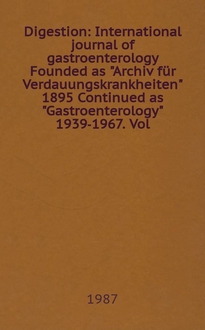 Digestion: International
journal of
gastroenterology
Founded as "Archiv für
Verdauungskrankheiten"
1895 Continued as
"Gastroenterology"
1939-1967. Vol
1987